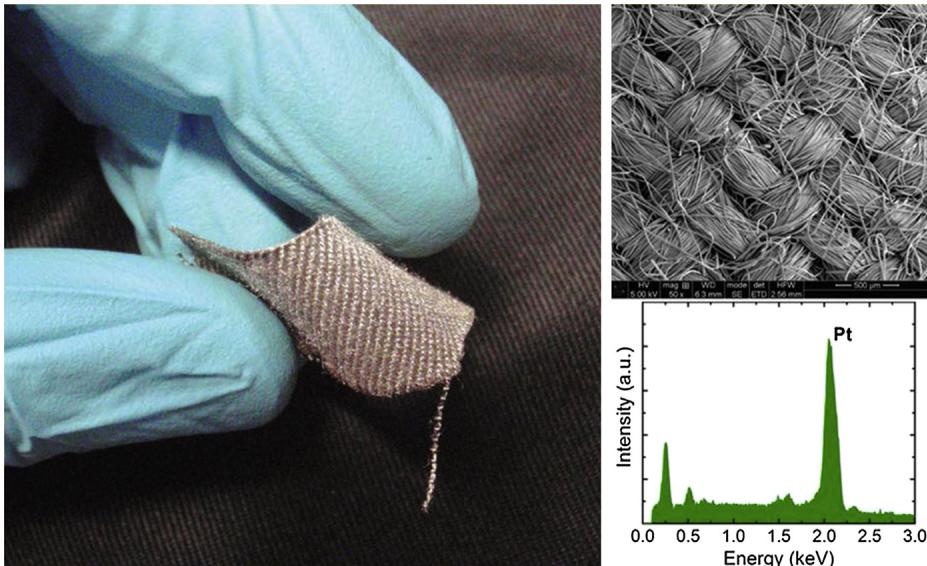 HV mag WD mode det HFW 500 µm
5.00 kV 50 x 6.3 mm SE ETD 2.56 mm
Pt
Intensity (a.u.)
0.0 0.5 1.0 1.5 2.0 2.5 3.0
Energy (keV)